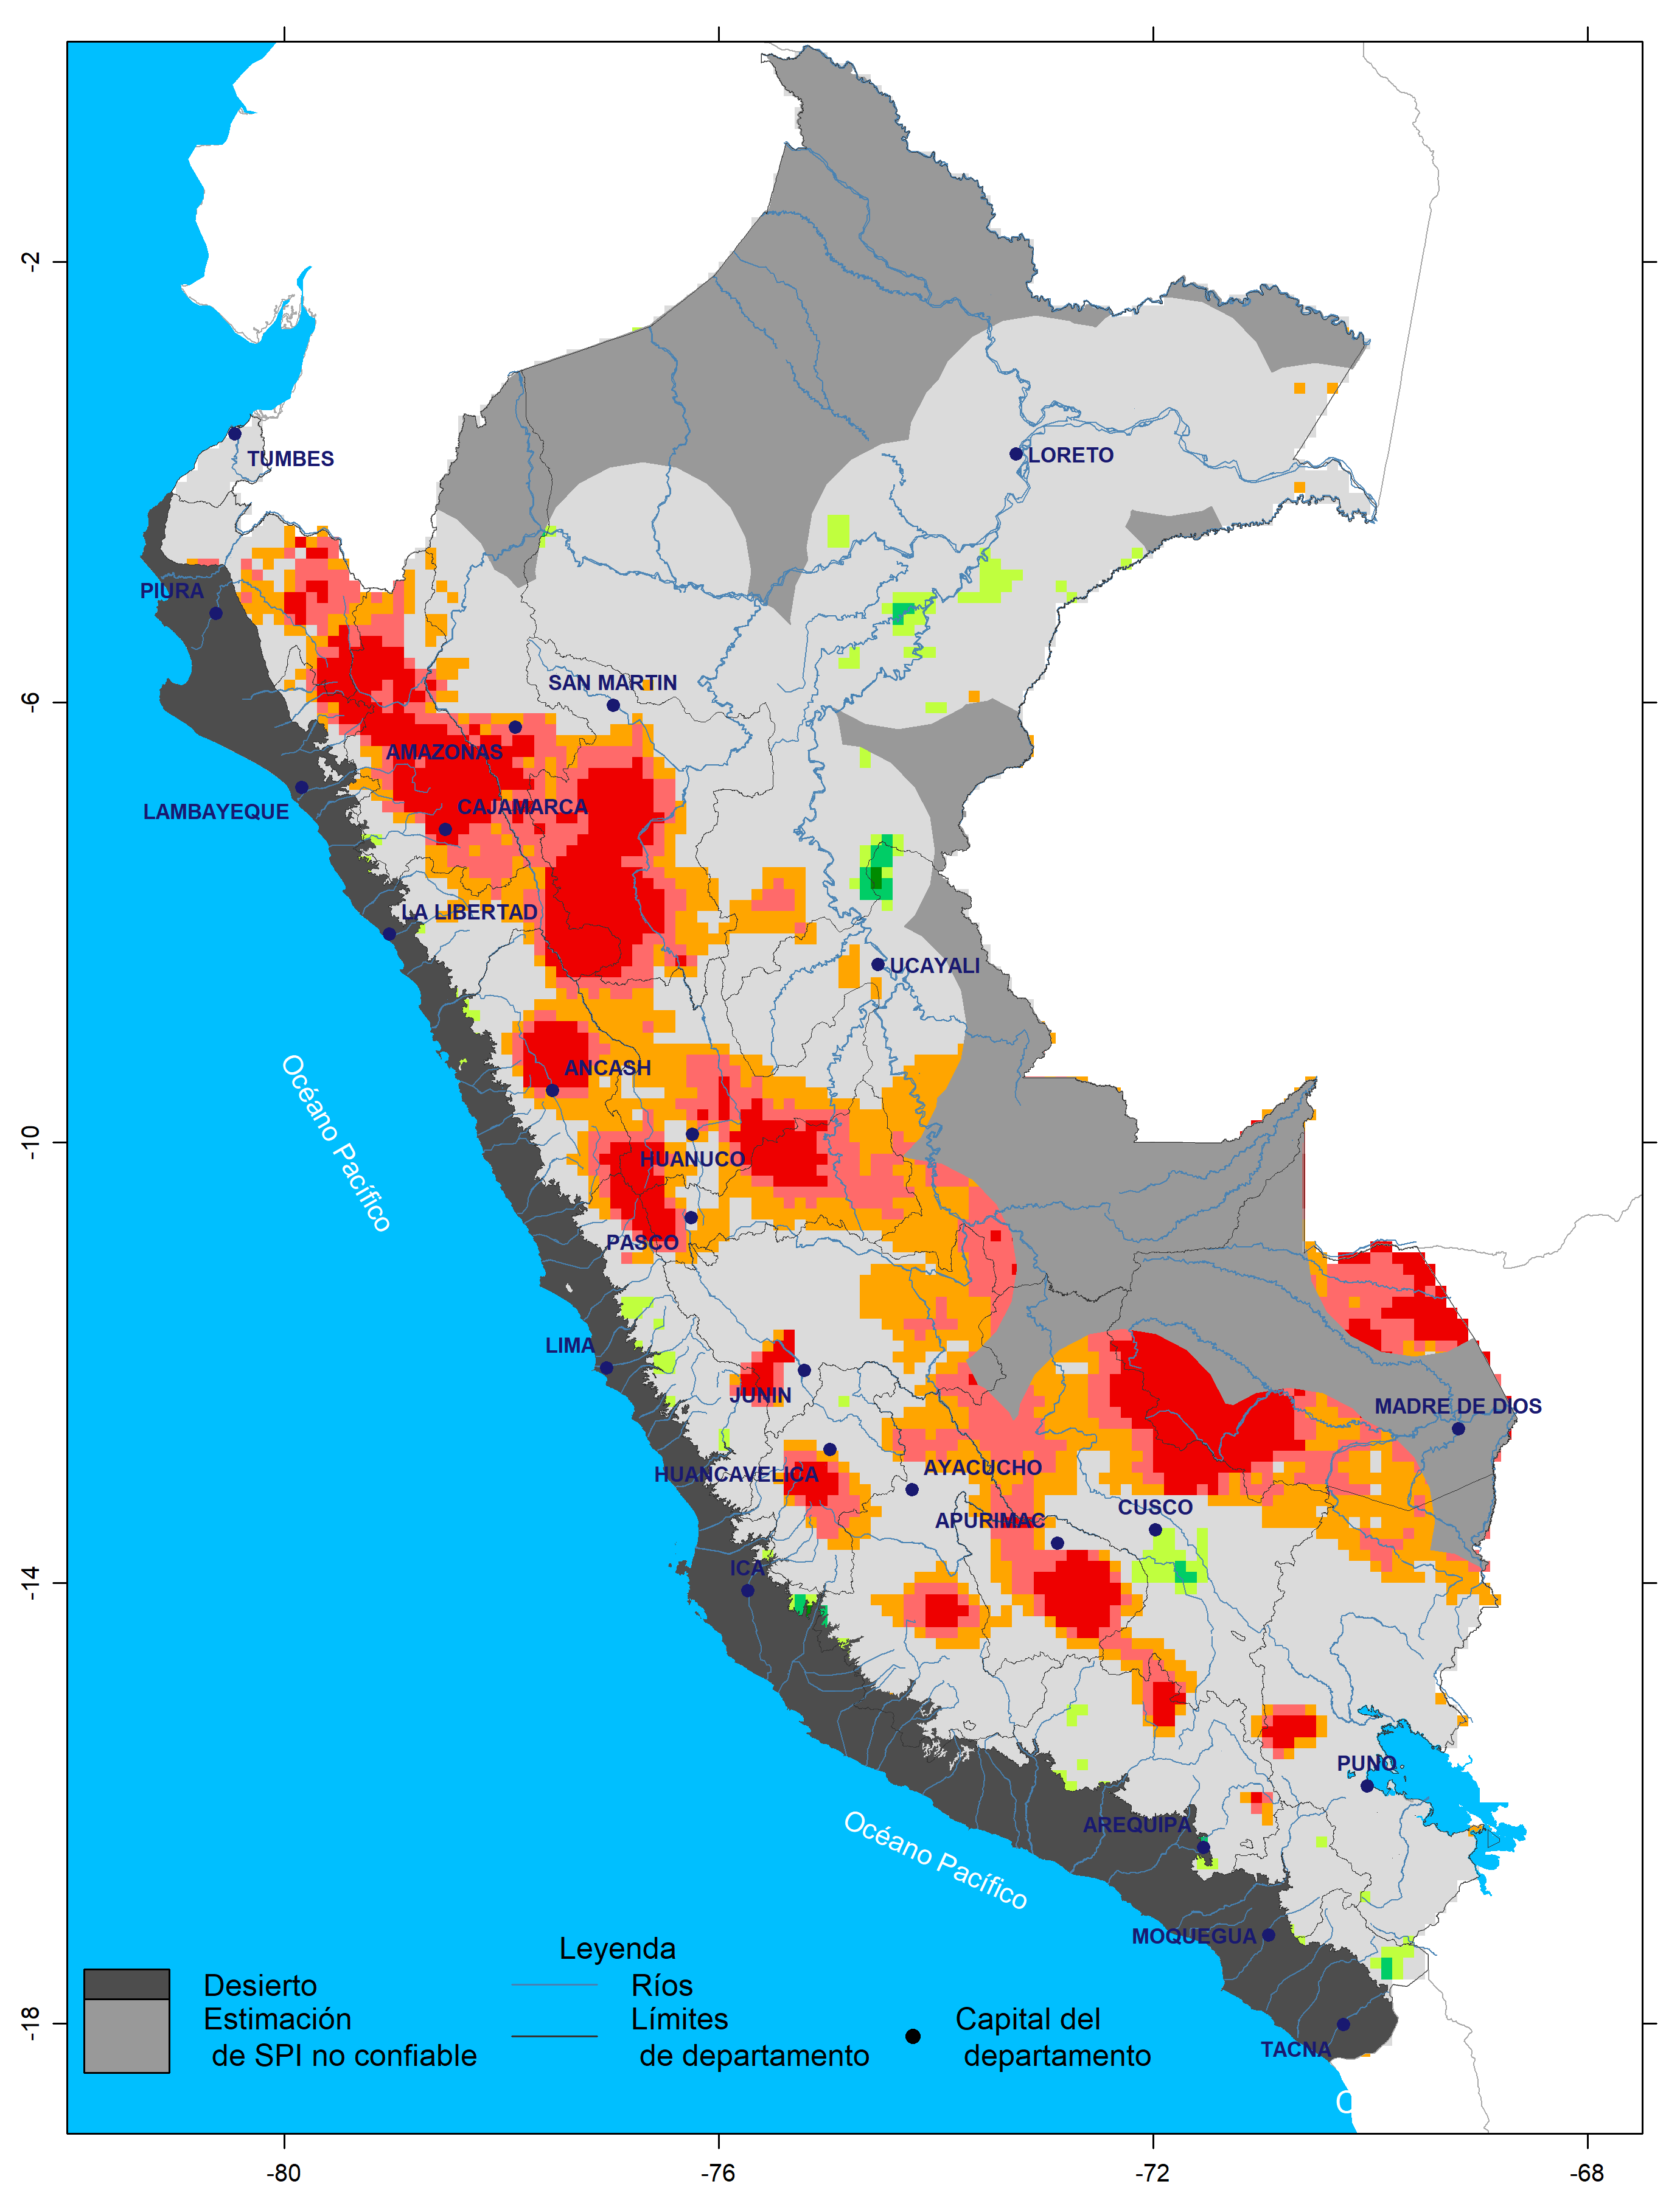 -2
-6
-10
-14
-18
TUMBES
LORETO
PIURA
SAN MARTIN
AMAZONAS
CAJAMARCA
LAMBAYEQUE
LA LIBERTAD
UCAYALI
ANCASH
Océano Pacífico
HUANUCO
PASCO
LIMA
JUNIN
MADRE DE DIOS
HUANCAVELICA
AYACUCHO
CUSCO
APURIMAC
ICA
PUNO
AREQUIPA
Océano Pacífico
MOQUEGUA
TACNA
Leyenda
Desierto
Estimación
de SPI no confiable
Ríos
Límites
de departamento
Capital del
departamento
-80
-76
-72
-68